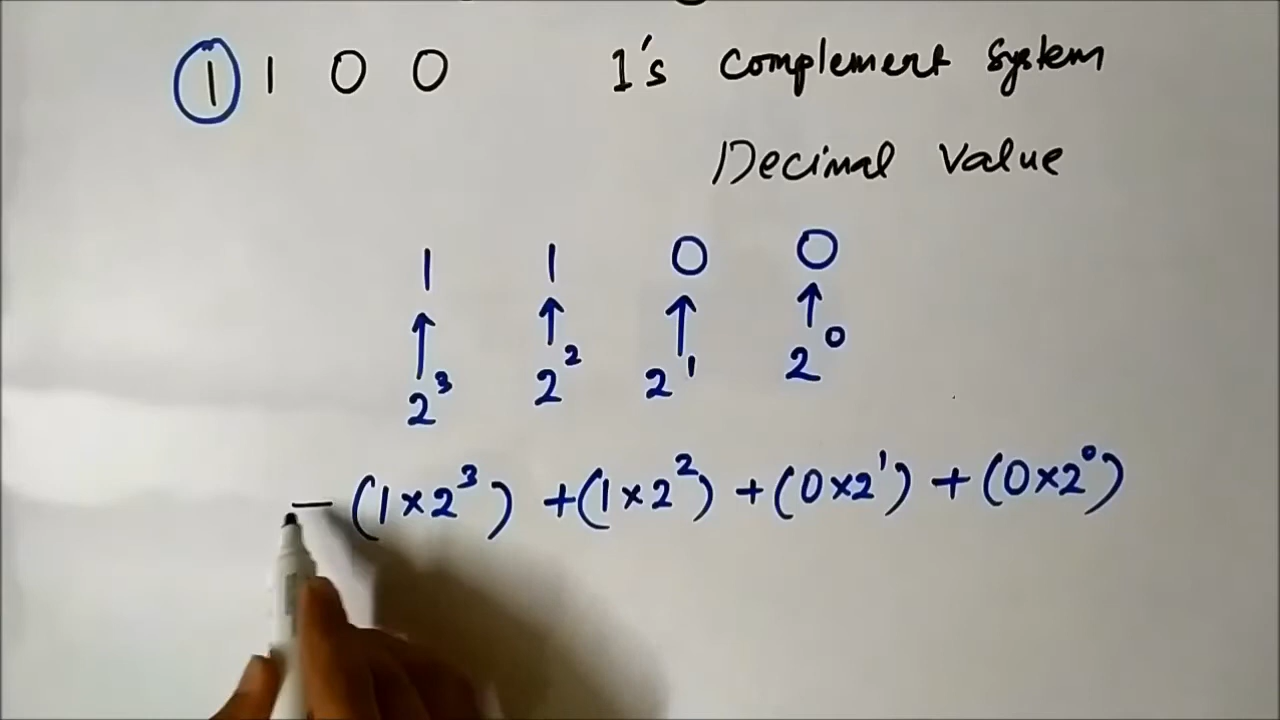 1 1 0 0 1's complement system
Decimal Value
1 1 0 0
↑ ↑ ↑ ↑
2³ 2² 2¹ 2⁰
− (1×2³) + (1×2²) + (0×2¹) + (0×2⁰)